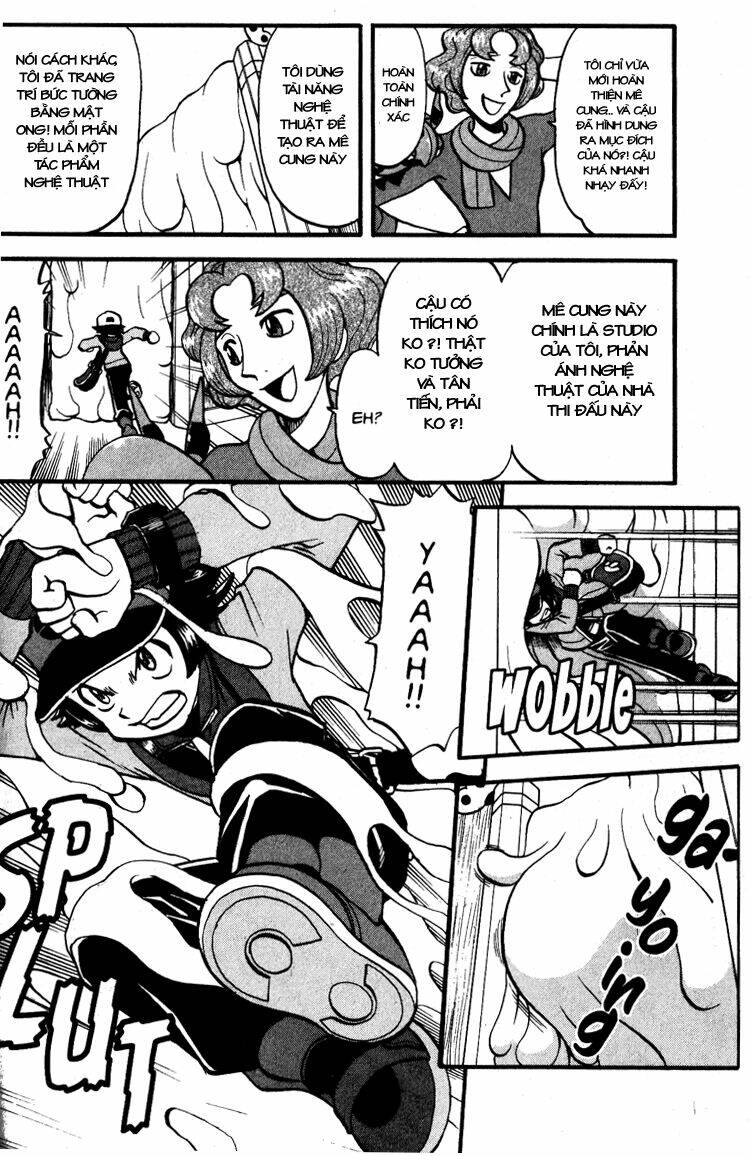 TÔI CHỈ VỪA
MỚI HOÀN
THIỆN MÊ
CUNG.. VÀ CẬU
ĐÃ HÌNH DUNG
RA MỤC ĐÍCH
CỦA NÓ?! CẬU
KHÁ NHANH
NHẠY ĐẤY!
HOÀN
TOÀN
CHÍNH
XÁC
TÔI DÙNG
TÀI NĂNG
NGHỆ
THUẬT ĐỂ
TẠO RA MÊ
CUNG NÀY
NÓI CÁCH KHÁC,
TÔI ĐÃ TRANG
TRÍ BỨC TƯỜNG
BẰNG MẬT
ONG! MỖI PHẦN
ĐỀU LÀ MỘT
TÁC PHẨM
NGHỆ THUẬT
MÊ CUNG NÀY
CHÍNH LÀ STUDIO
CỦA TÔI, PHẢN
ÁNH NGHỆ
THUẬT CỦA NHÀ
THI ĐẤU NÀY
CẬU CÓ
THÍCH NÓ
KO?! THẬT
KO TƯỞNG
VÀ TÂN
TIẾN, PHẢI
KO?!
EH?
AAAAAH!!
WOBBLE
YAAAH!!
ga-
yo
ing
SPLUT